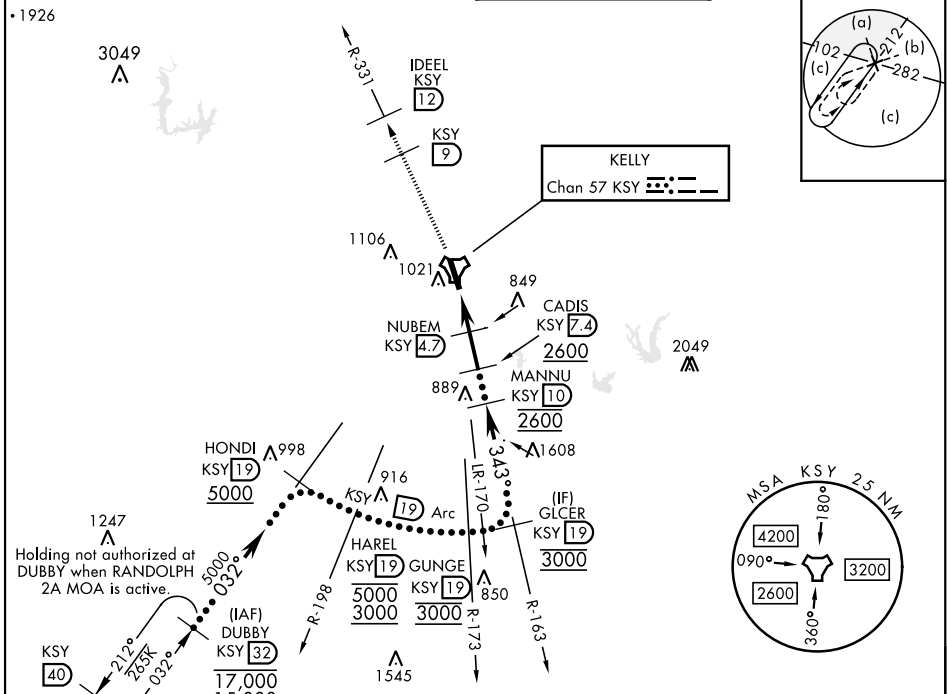 1926
3049
R-331
IDEEL
KSY
12
KSY
9
KELLY
Chan 57 KSY
(a)
212
(b)
102
(c)
282
(c)
1106
1021
849
NUBEM
KSY 4.7
CADIS
KSY 7.4
2600
2049
889
MANNU
KSY 10
2600
1608
343°
LR-170
HONDI
KSY 19
5000
998
916
KSY 19 Arc
(IF)
GLCER
KSY 19
3000
1247
Holding not authorized at
DUBBY when RANDOLPH
2A MOA is active.
5000
032°
HAREL
KSY 19
5000
3000
GUNGE
KSY 19
3000
850
R-198
R-173
R-163
(IAF)
DUBBY
KSY 32
17,000
KSY
40
212°
265K
032°
1545
MSA KSY 25 NM
180°
4200
090°
3200
2600
360°